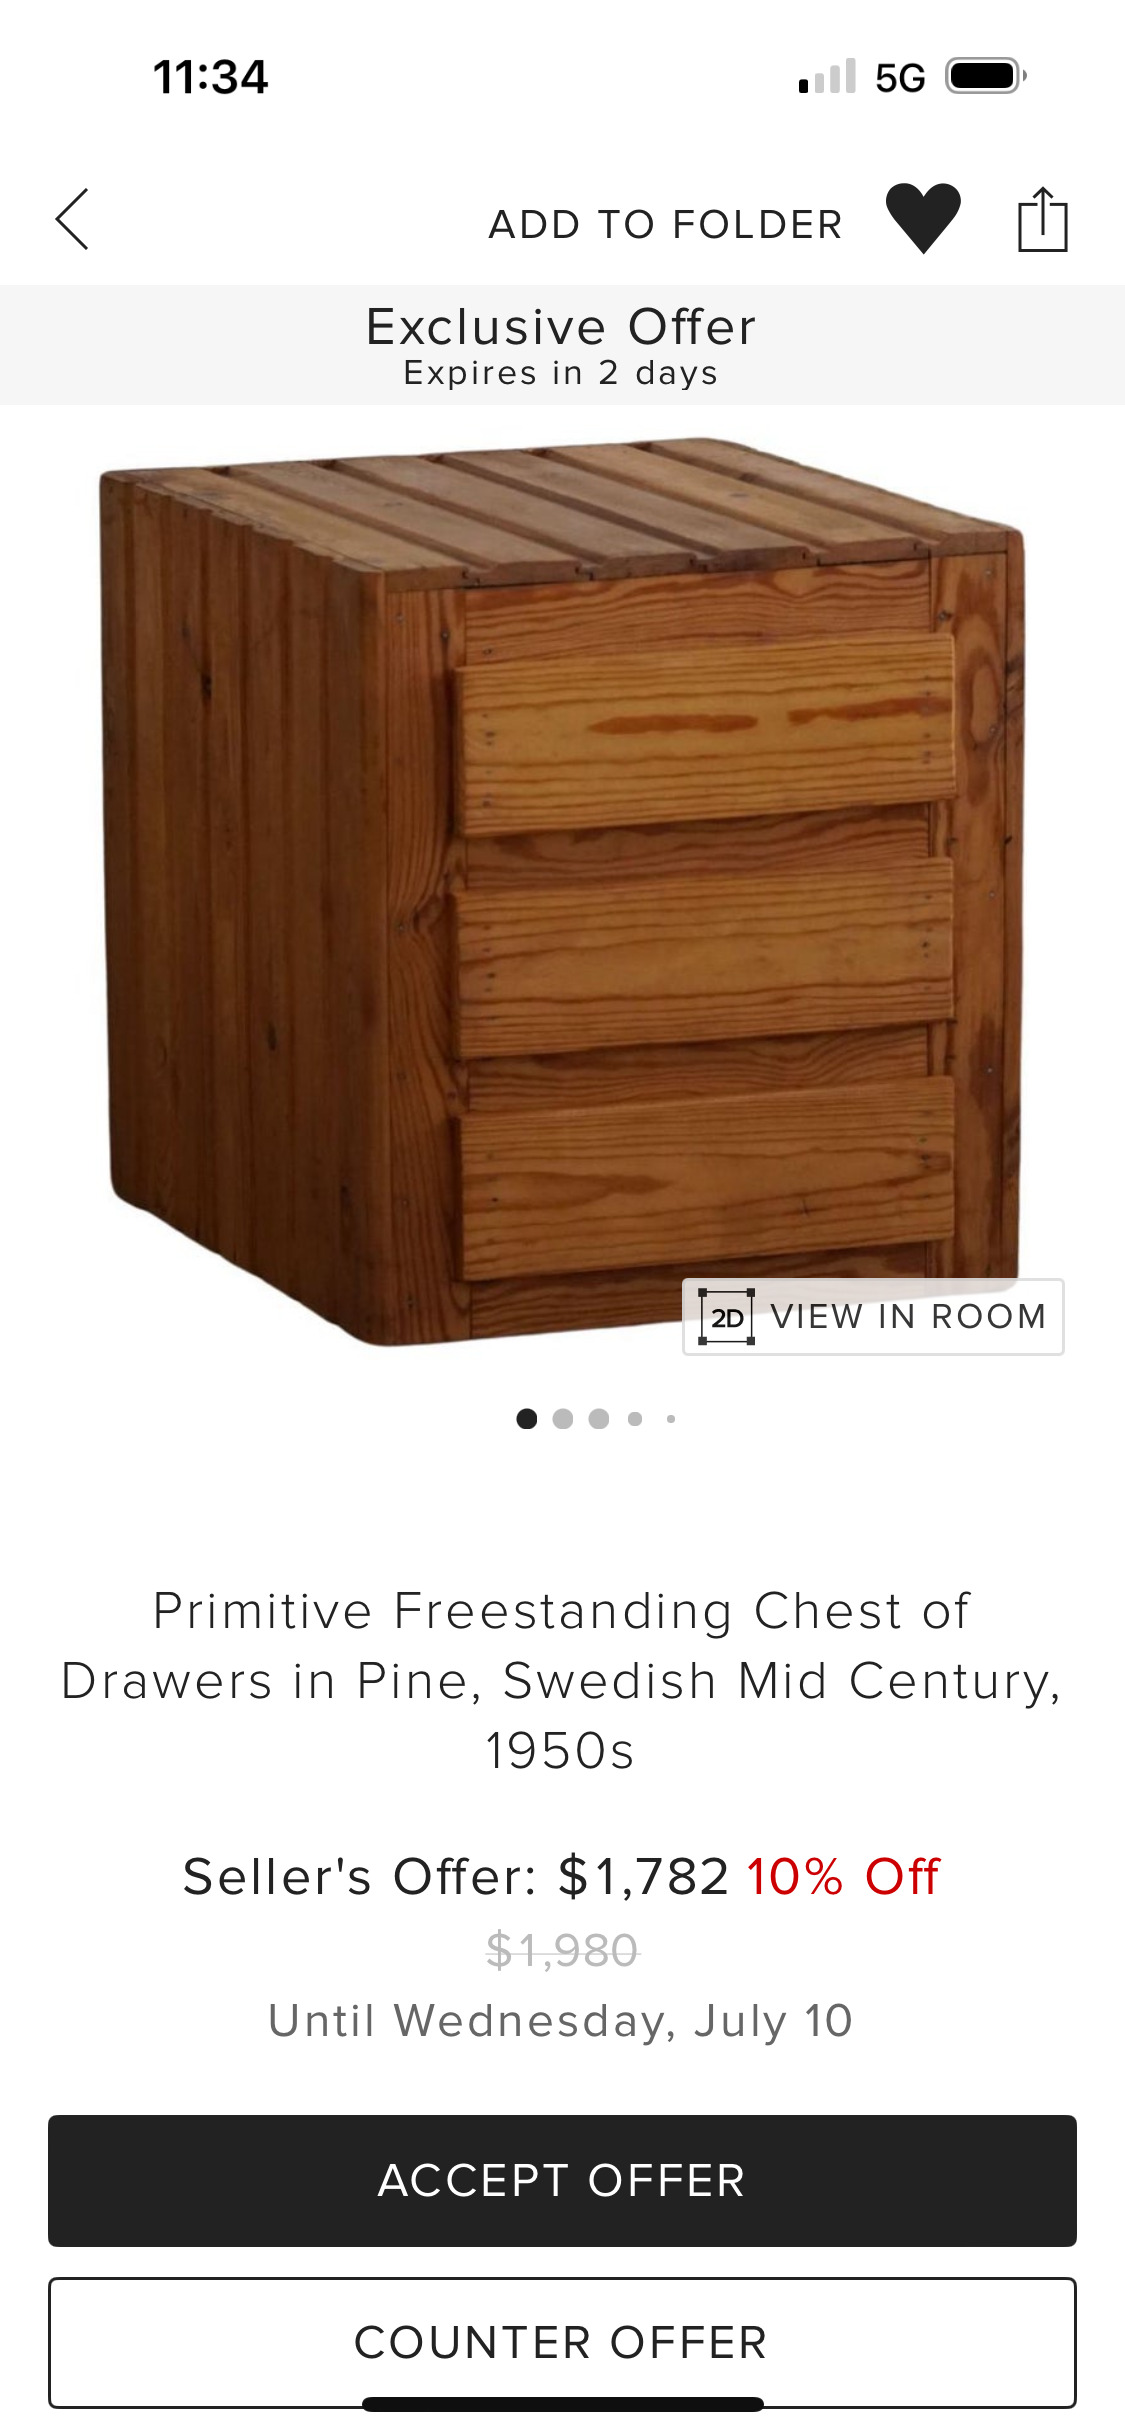 11:34
5G
ADD TO FOLDER
Exclusive Offer
Expires in 2 days
2D VIEW IN ROOM
Primitive Freestanding Chest of
Drawers in Pine, Swedish Mid Century,
1950s
Seller's Offer: $1,782 10% Off
$1,980
Until Wednesday, July 10
ACCEPT OFFER
COUNTER OFFER